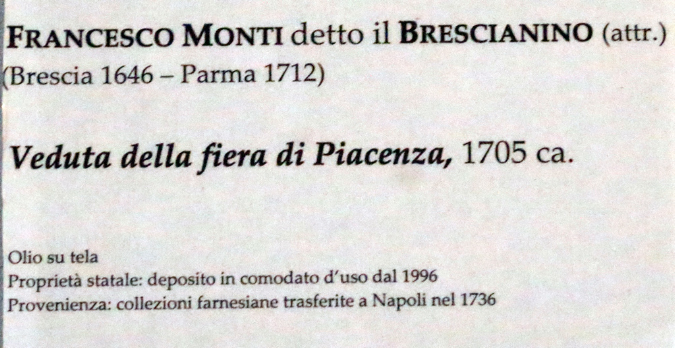 FRANCESCO MONTI detto il BRESCIANINO (attr.)
(Brescia 1646 – Parma 1712)
Veduta della fiera di Piacenza, 1705 ca.
Olio su tela
Proprietà statale: deposito in comodato d'uso dal 1996
Provenienza: collezioni farnesiane trasferite a Napoli nel 1736